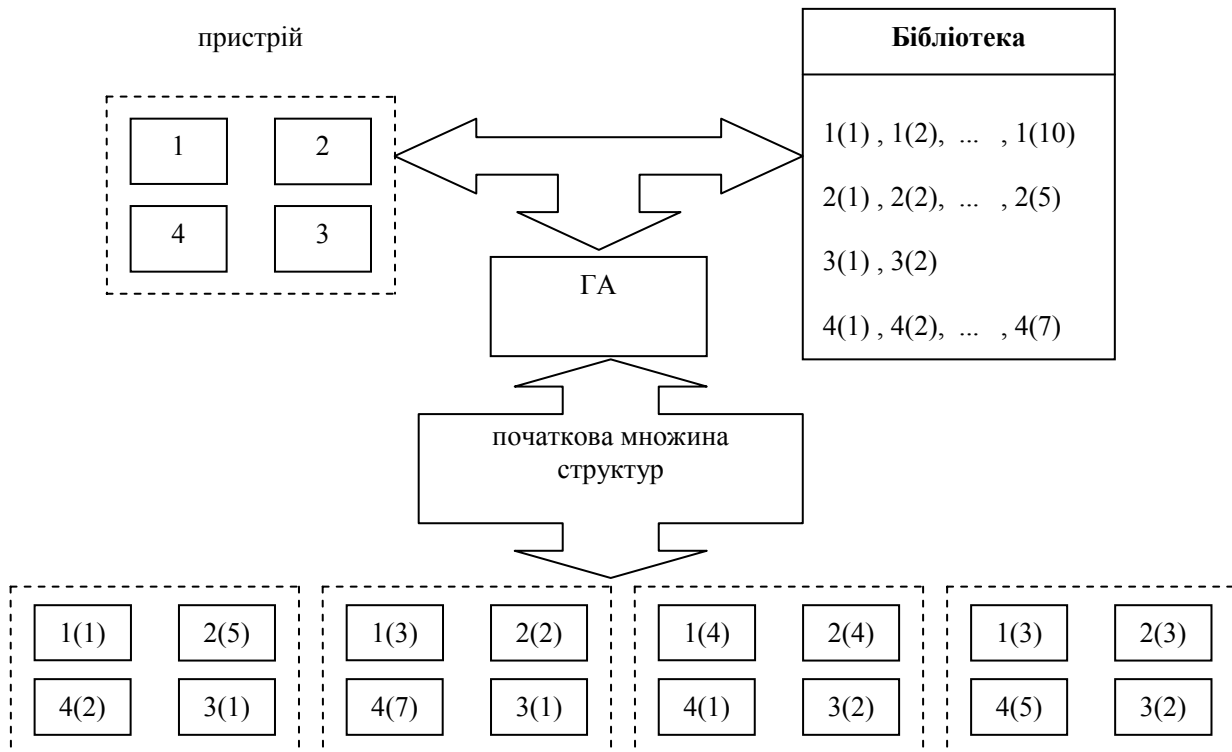 пристрій
Бібліотека
1
2
4
3
1(1) , 1(2), ... , 1(10)
2(1) , 2(2), ... , 2(5)
3(1) , 3(2)
4(1) , 4(2), ... , 4(7)
ГА
початкова множина
структур
1(1) 2(5) 1(3) 2(2) 1(4) 2(4) 1(3) 2(3)
4(2) 3(1) 4(7) 3(1) 4(1) 3(2) 4(5) 3(2)